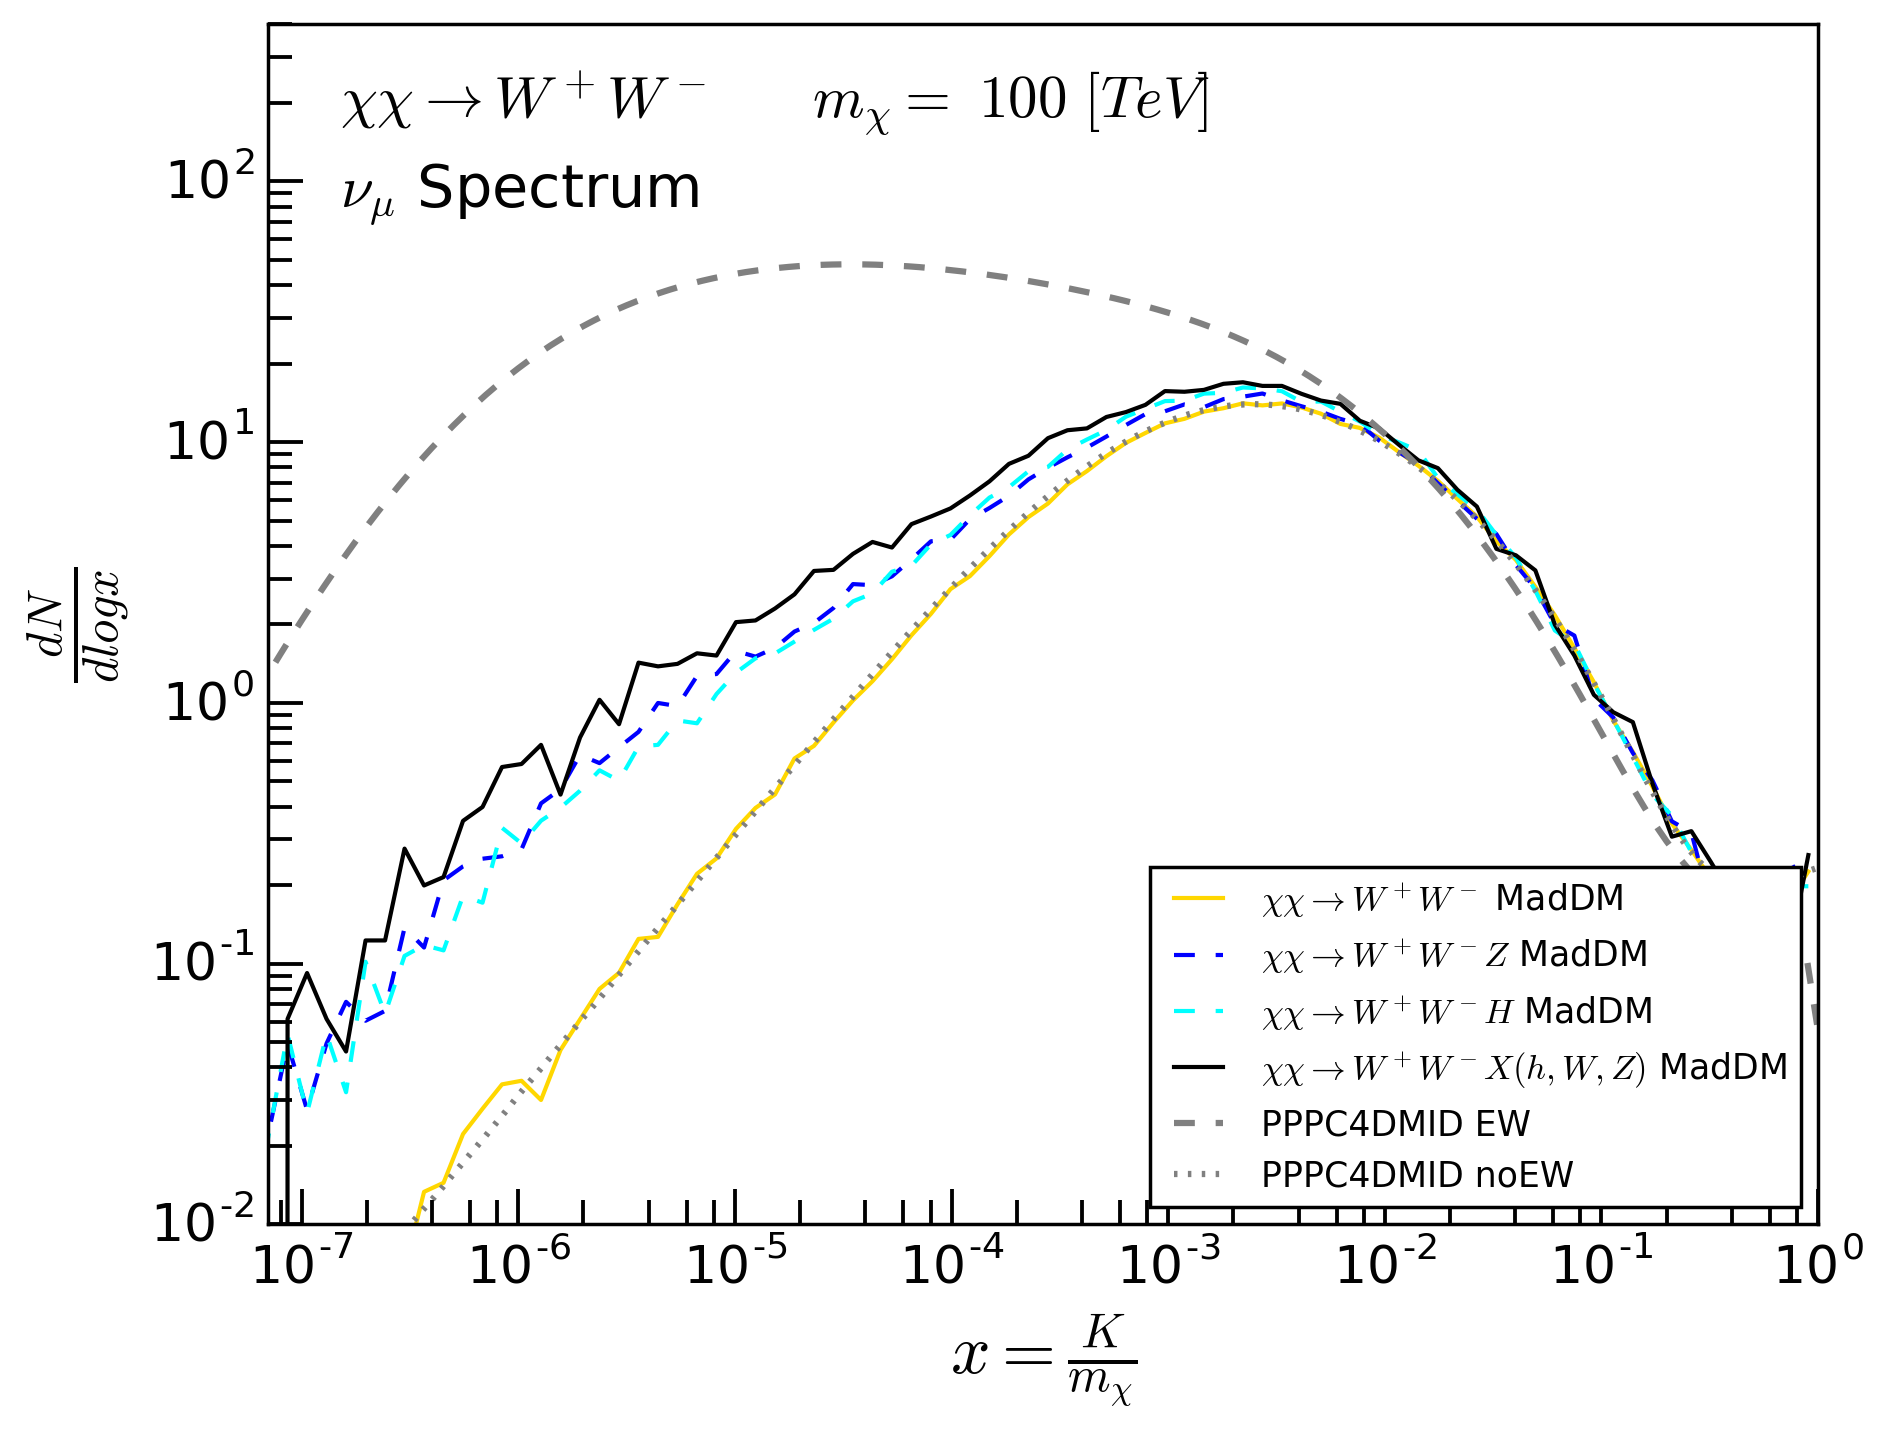 χχ → W⁺W⁻ m_χ = 100 [TeV]
ν_μ Spectrum
10²
10¹
10⁰
10⁻¹
10⁻²
dN
dlogx
10⁻⁷ 10⁻⁶ 10⁻⁵ 10⁻⁴ 10⁻³ 10⁻² 10⁻¹ 10⁰
x = K/m_χ
χχ → W⁺W⁻ MadDM
χχ → W⁺W⁻Z MadDM
χχ → W⁺W⁻H MadDM
χχ → W⁺W⁻X(h, W, Z) MadDM
PPPC4DMID EW
PPPC4DMID noEW